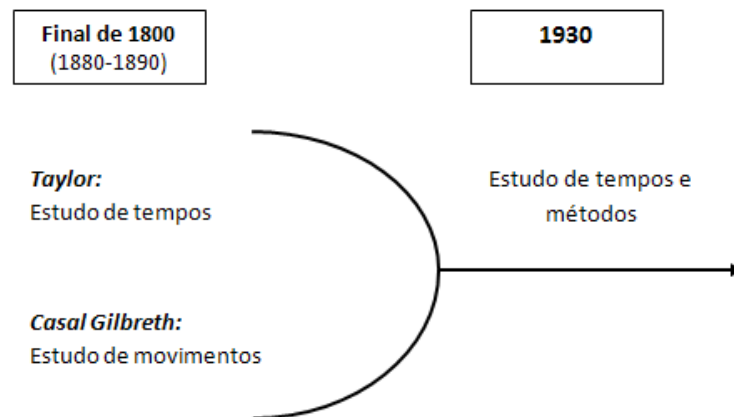 Final de 1800
(1880-1890)
1930
Taylor:
Estudo de tempos
Estudo de tempos e
métodos
Casal Gilbreth:
Estudo de movimentos